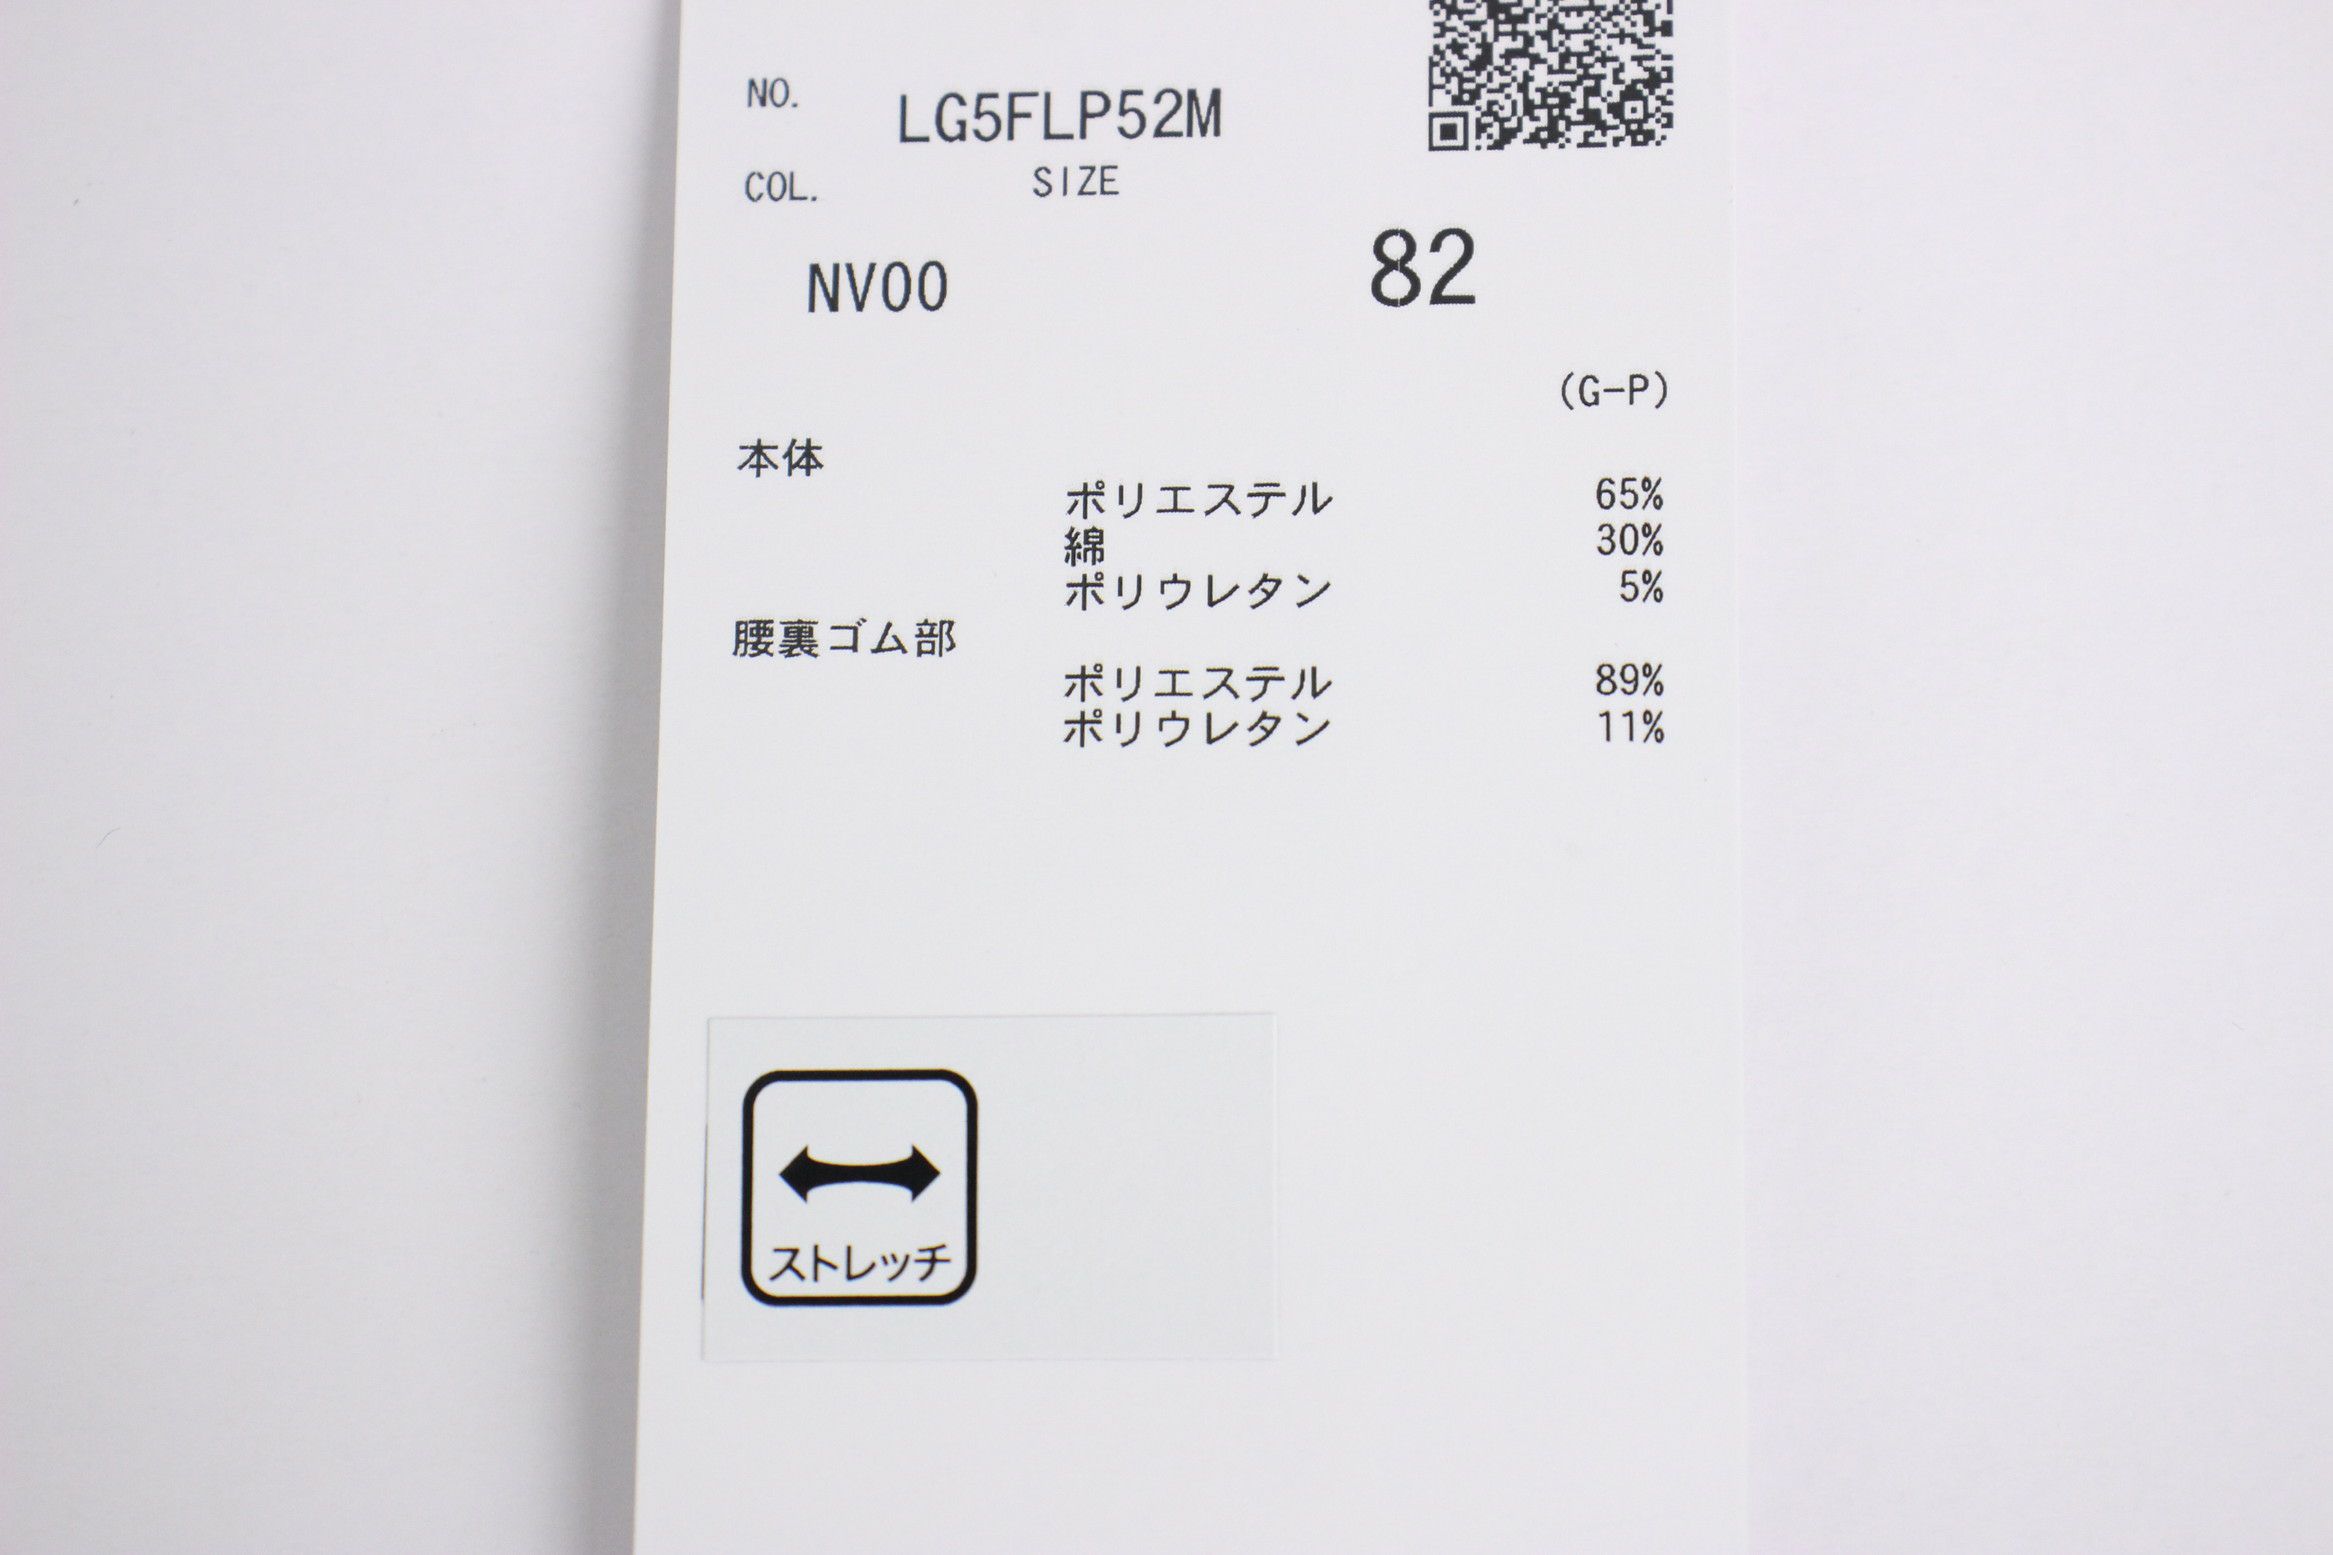 NO.
LG5FLP52M
COL. SIZE
NV00 82
(G-P)
本体
ポリエステル 65%
綿 30%
ポリウレタン 5%
腰裏ゴム部
ポリエステル 89%
ポリウレタン 11%
ストレッチ